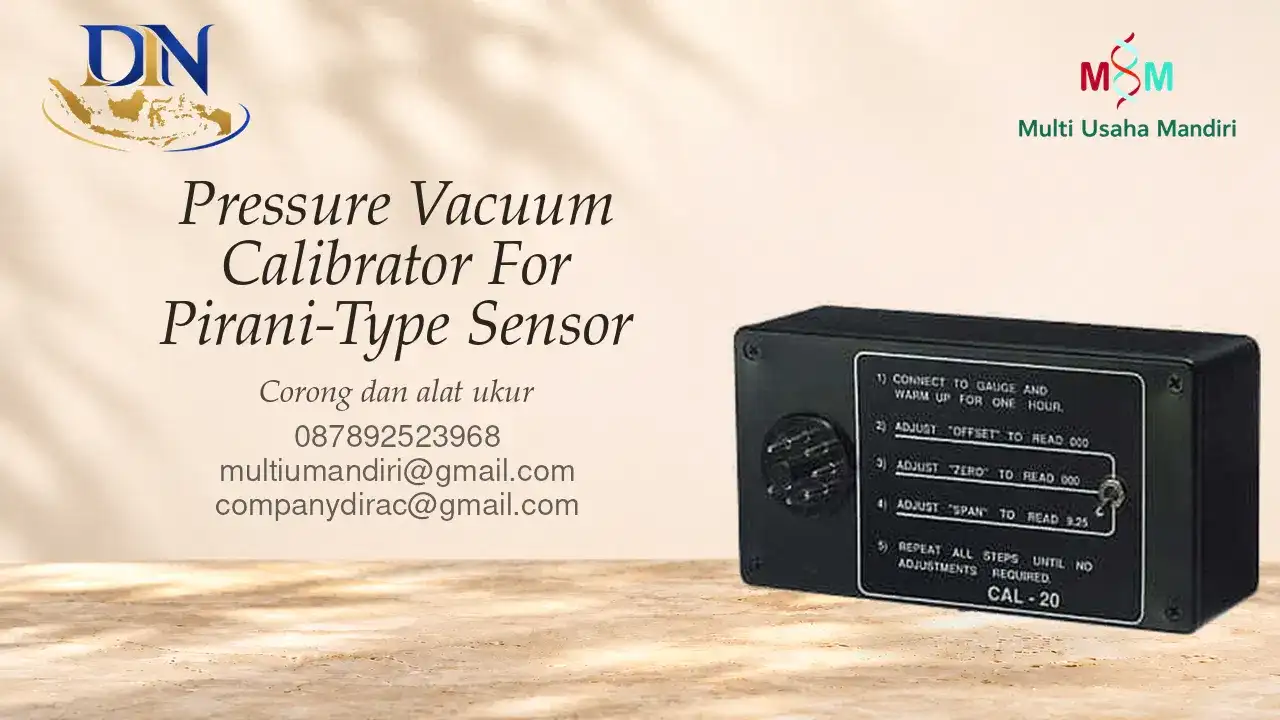 DIN
MSM
Multi Usaha Mandiri
Pressure Vacuum
Calibrator For
Pirani-Type Sensor
Corong dan alat ukur
087892523968
multiumandiri@gmail.com
companydirac@gmail.com
1) CONNECT TO GAUGE AND
WARM UP FOR ONE HOUR.
2) ADJUST "OFFSET" TO READ 000
3) ADJUST "ZERO" TO READ 000
4) ADJUST "SPAN" TO READ 9.25
5) REPEAT ALL STEPS UNTIL NO
ADJUSTMENTS REQUIRED.
CAL - 20